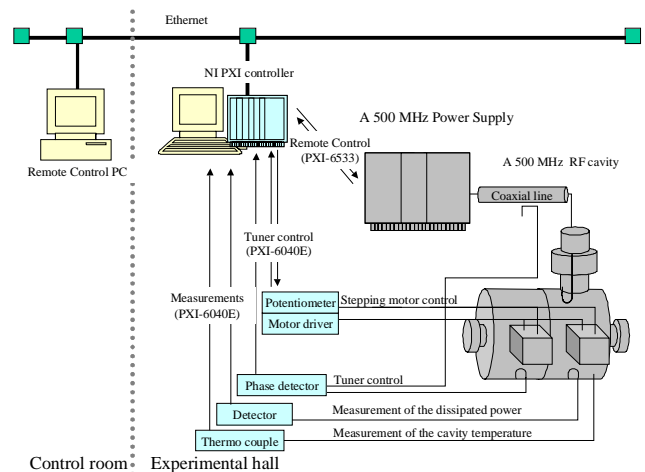 Ethernet
NI PXI controller
A 500 MHz Power Supply
Remote Control
(PXI-6533)
A 500 MHz RF cavity
Remote Control PC
Coaxial line
Tuner control
(PXI-6040E)
Measurements
(PXI-6040E)
Potentiometer
Stepping motor control
Motor driver
Phase detector
Tuner control
Detector
Measurement of the dissipated power
Thermo couple
Measurement of the cavity temperature
Control room
Experimental hall